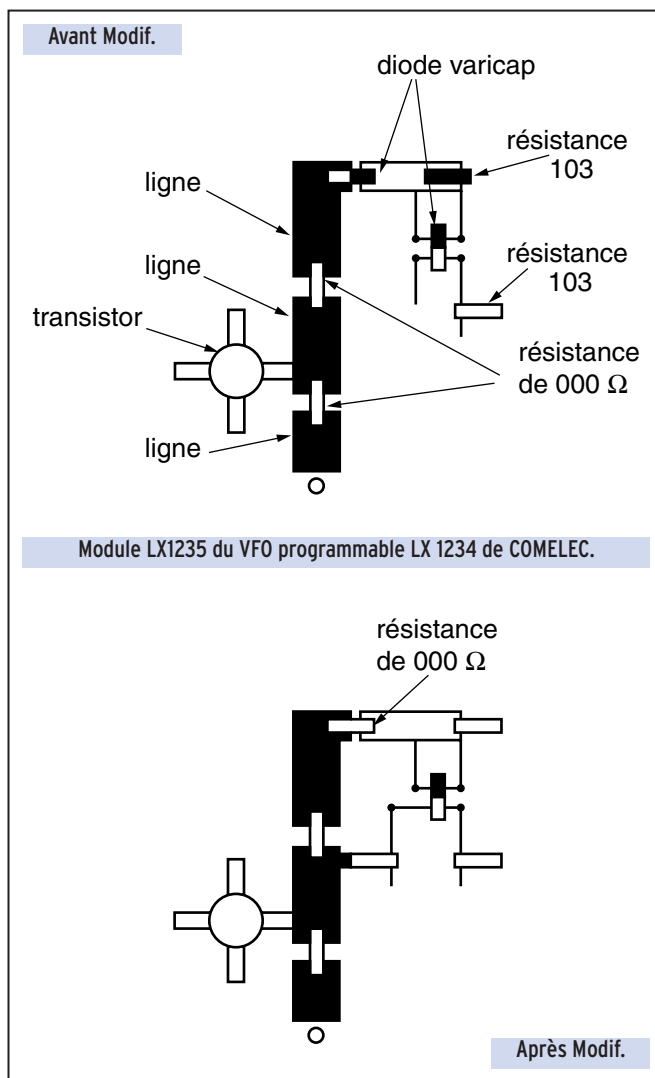 Avant Modif.
diode varicap
résistance
103
ligne
ligne
résistance
103
transistor
résistance
de 000 Ω
ligne
Module LX1235 du VFO programmable LX 1234 de COMELEC.
résistance
de 000 Ω
Après Modif.